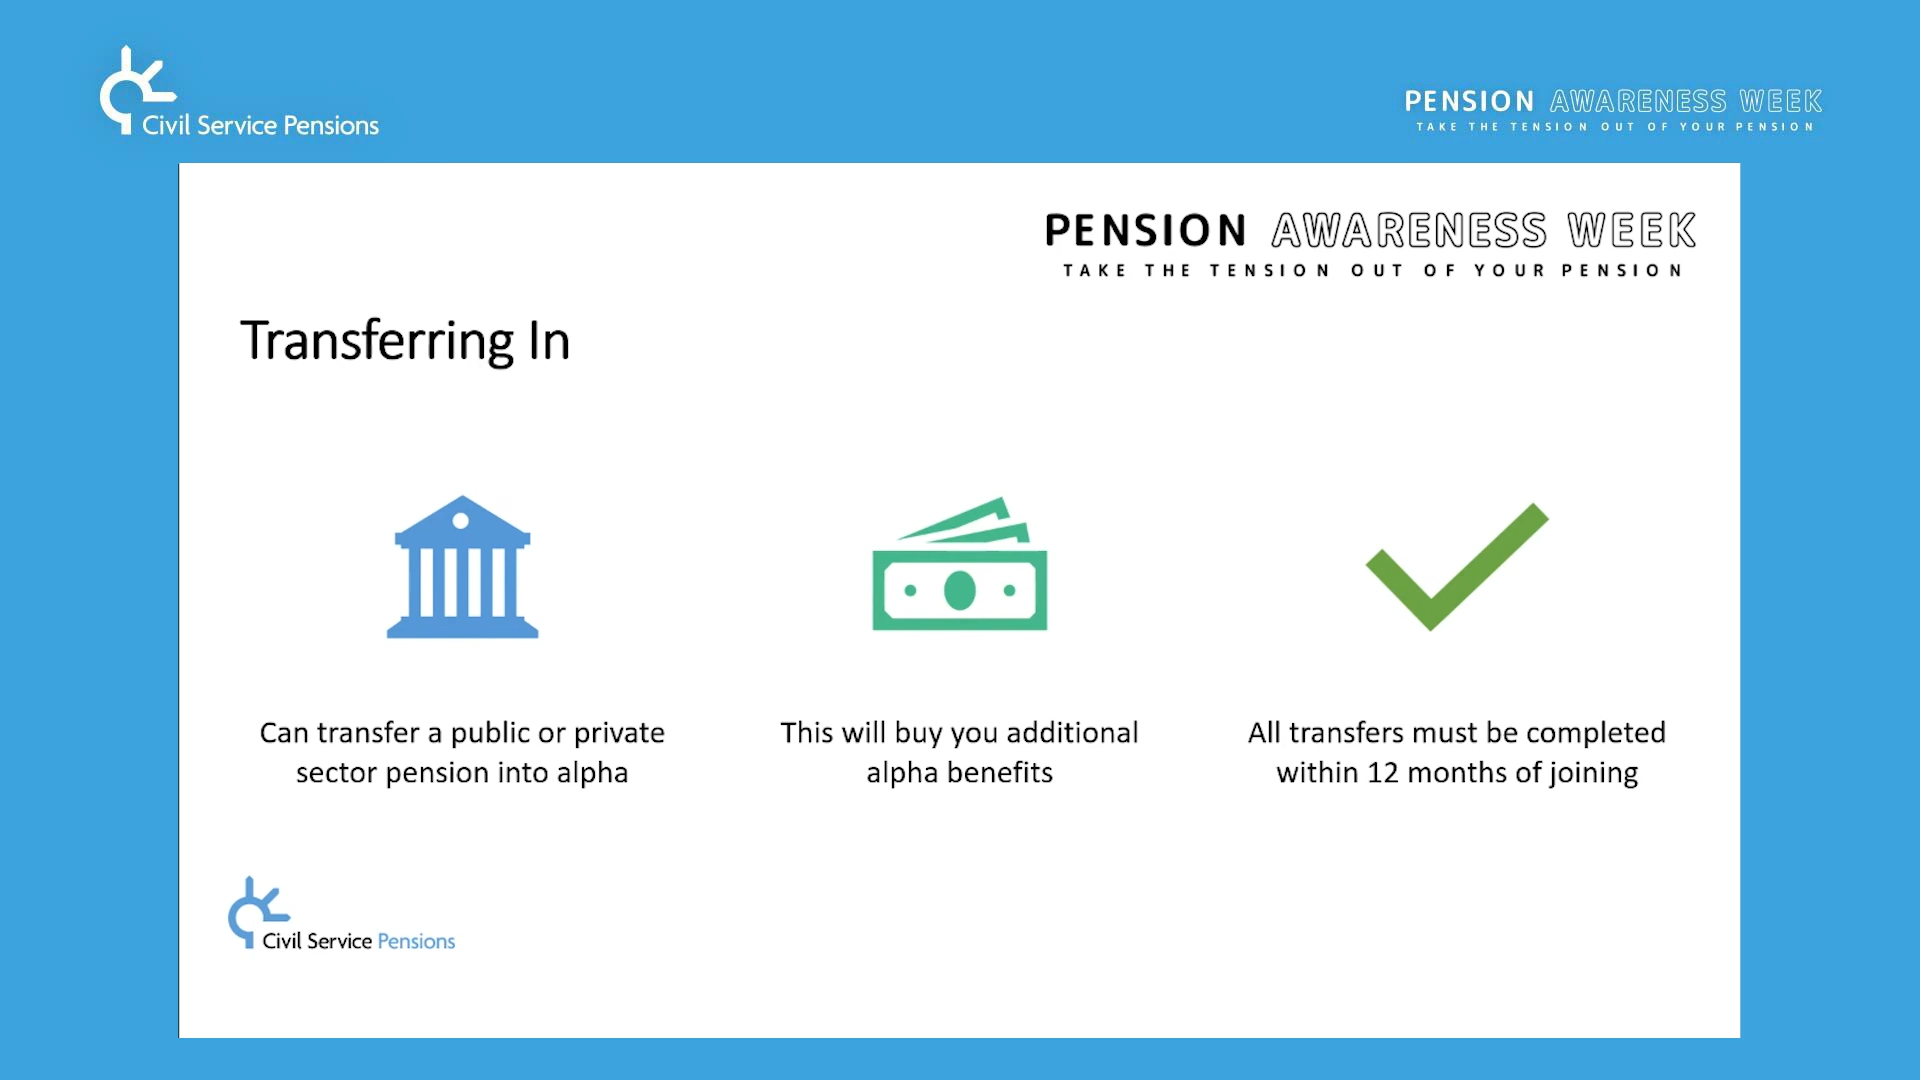 Civil Service Pensions
PENSION AWARENESS WEEK
TAKE THE TENSION OUT OF YOUR PENSION
PENSION AWARENESS WEEK
TAKE THE TENSION OUT OF YOUR PENSION
Transferring In
Can transfer a public or private
sector pension into alpha
This will buy you additional
alpha benefits
All transfers must be completed
within 12 months of joining
Civil Service Pensions